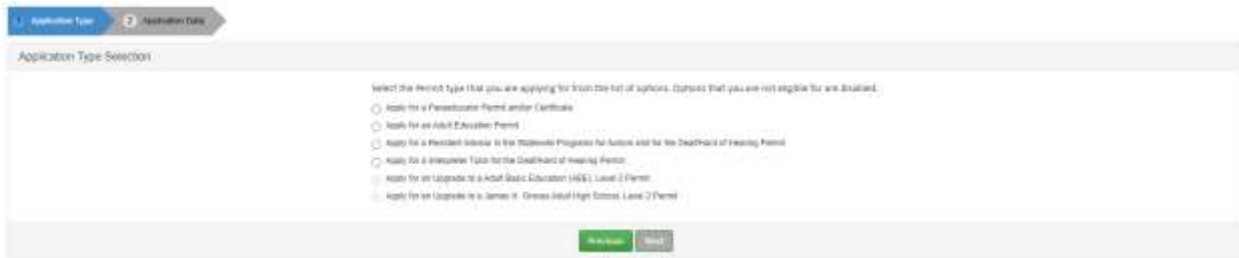 1 Application Type 2 Application Data
Application Type Selection
Select the Permit type that you are applying for from the list of options. Options that you are not eligible for are disabled.
Apply for a Paraeducator Permit and/or Certificate
Apply for an Adult Education Permit
Apply for a Resident Advisor in the Statewide Programs for Autism and for the Deaf/Hard of Hearing Permit
Apply for a Interpreter Tutor for the Deaf/Hard of Hearing Permit
Apply for an Upgrade to a Adult Basic Education (ABE), Level 2 Permit
Apply for an Upgrade to a James H. Groves Adult High School, Level 2 Permit
Previous Next